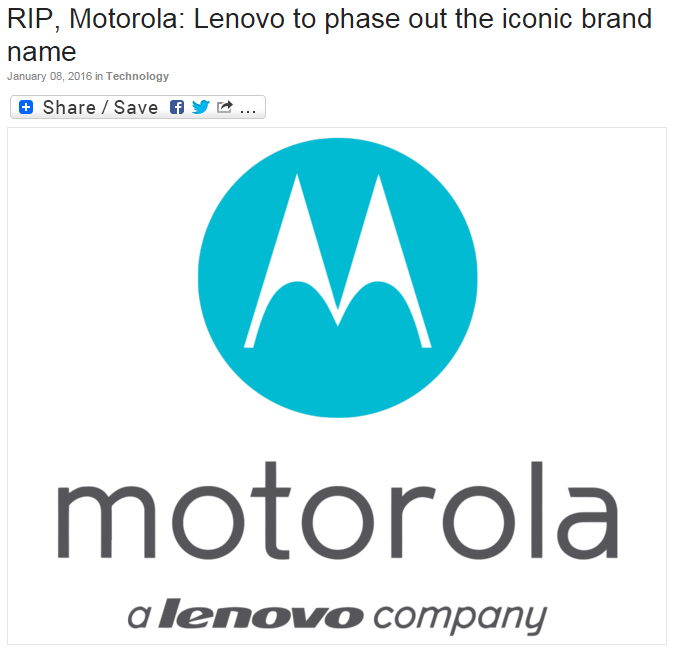 RIP, Motorola: Lenovo to phase out the iconic brand
name
January 08, 2016 in Technology
Share / Save ...
motorola
a lenovo company